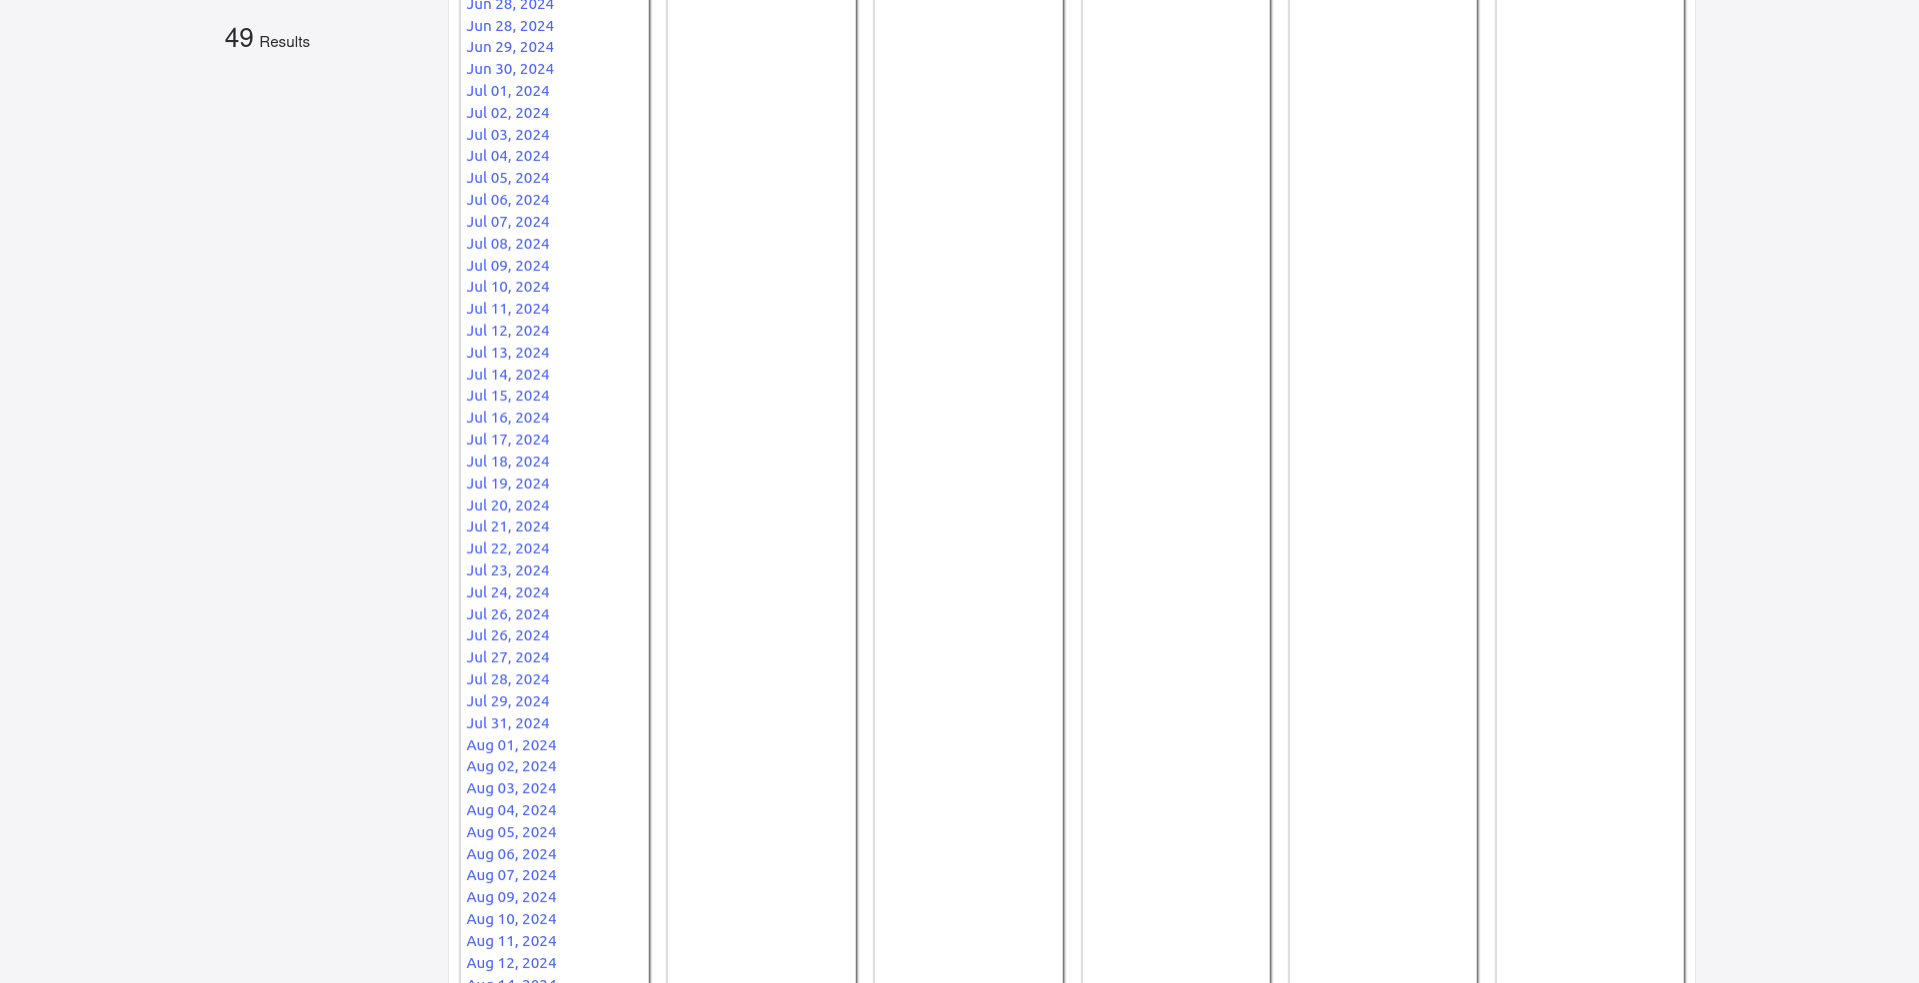 49 Results
Jun 28, 2024
Jun 28, 2024
Jun 29, 2024
Jun 30, 2024
Jul 01, 2024
Jul 02, 2024
Jul 03, 2024
Jul 04, 2024
Jul 05, 2024
Jul 06, 2024
Jul 07, 2024
Jul 08, 2024
Jul 09, 2024
Jul 10, 2024
Jul 11, 2024
Jul 12, 2024
Jul 13, 2024
Jul 14, 2024
Jul 15, 2024
Jul 16, 2024
Jul 17, 2024
Jul 18, 2024
Jul 19, 2024
Jul 20, 2024
Jul 21, 2024
Jul 22, 2024
Jul 23, 2024
Jul 24, 2024
Jul 26, 2024
Jul 26, 2024
Jul 27, 2024
Jul 28, 2024
Jul 29, 2024
Jul 31, 2024
Aug 01, 2024
Aug 02, 2024
Aug 03, 2024
Aug 04, 2024
Aug 05, 2024
Aug 06, 2024
Aug 07, 2024
Aug 09, 2024
Aug 10, 2024
Aug 11, 2024
Aug 12, 2024
Aug 14, 2024